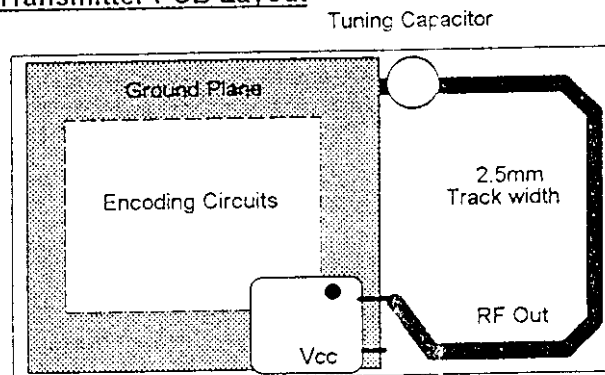 Transmitter PCB Layout
Tuning Capacitor
Ground Plane
Encoding Circuits
2.5mm
Track width
RF Out
Vcc